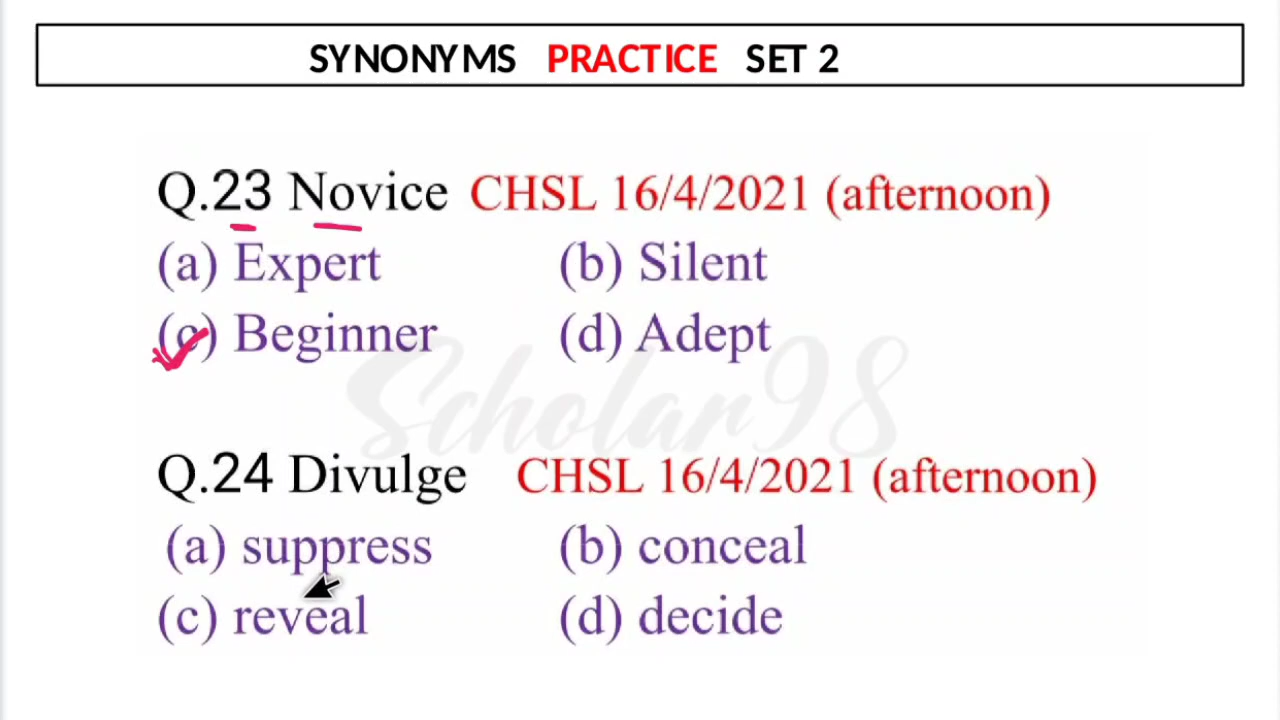 SYNONYMS PRACTICE SET 2
Q.23 Novice CHSL 16/4/2021 (afternoon)
(a) Expert (b) Silent
(c) Beginner (d) Adept
Scholar98
Q.24 Divulge CHSL 16/4/2021 (afternoon)
(a) suppress (b) conceal
(c) reveal (d) decide